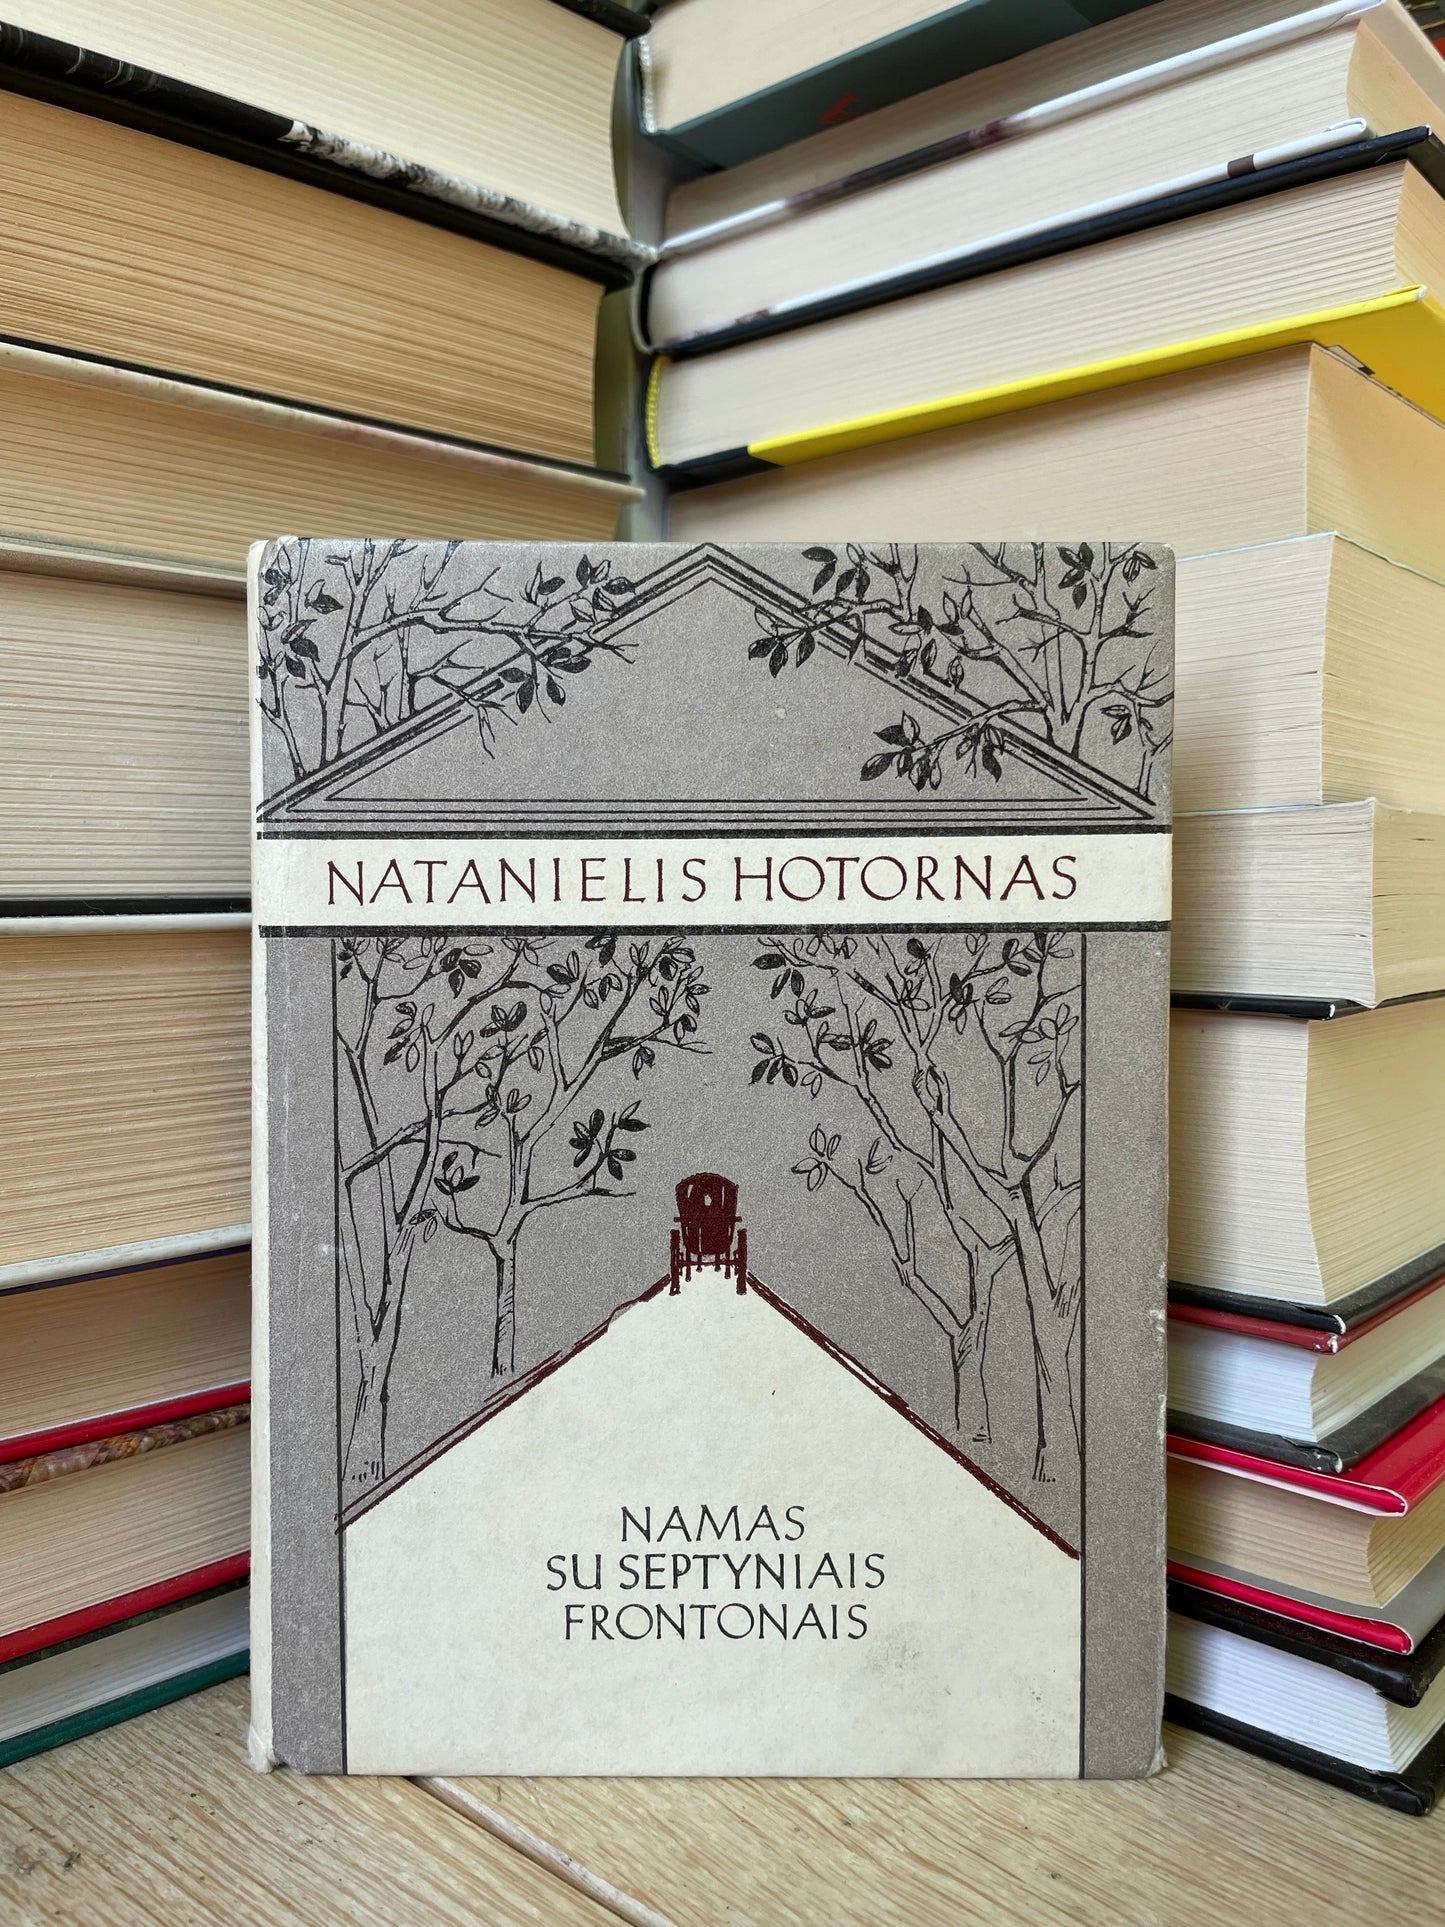 NATANIELIS HOTORNAS
NAMAS
SU SEPTYNIAIS
FRONTONAIS